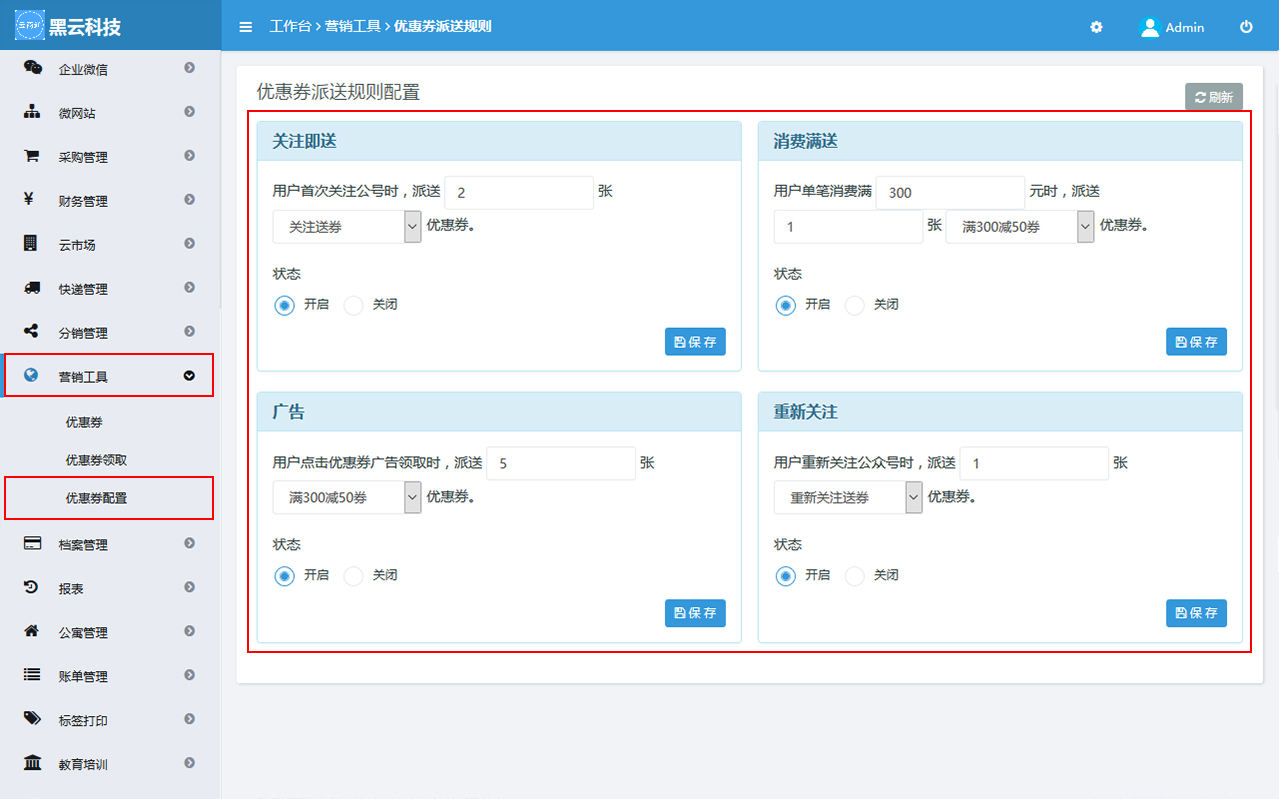 黑云科技
工作台 > 营销工具 > 优惠券派送规则
Admin
企业微信
微网站
采购管理
财务管理
云市场
快递管理
分销管理
营销工具
优惠券
优惠券领取
优惠券配置
档案管理
报表
公寓管理
账单管理
标签打印
教育培训
优惠券派送规则配置
刷新
关注即送
用户首次关注公号时，派送 2 张
关注送券 优惠券。
状态
开启 关闭
保存
消费满送
用户单笔消费满 300 元时，派送
1 张 满300减50券 优惠券。
状态
开启 关闭
保存
广告
用户点击优惠券广告领取时，派送 5 张
满300减50券 优惠券。
状态
开启 关闭
保存
重新关注
用户重新关注公众号时，派送 1 张
重新关注送券 优惠券。
状态
开启 关闭
保存